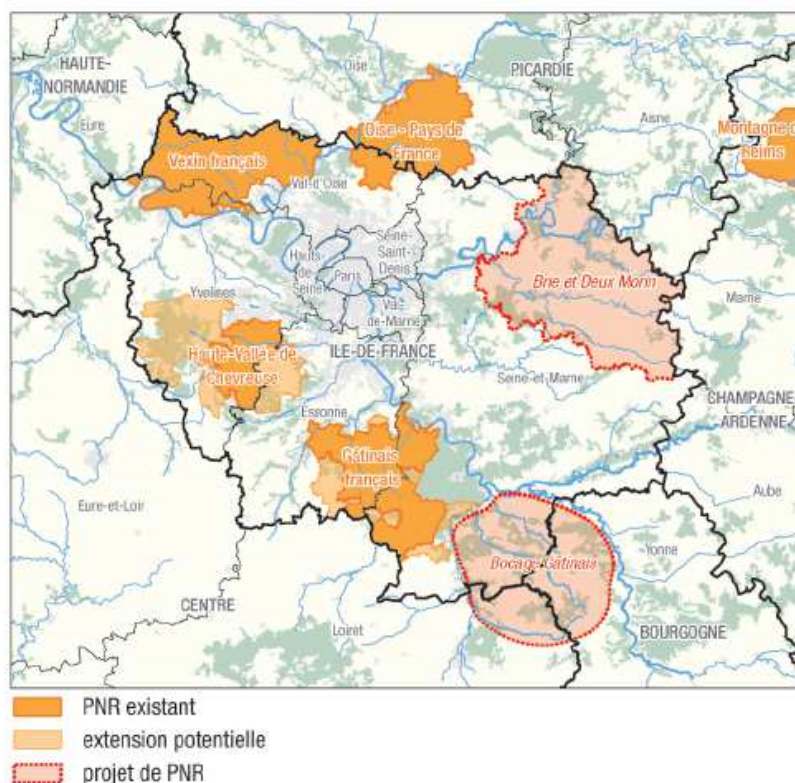 HAUTE-
NORMANDIE
Oise
PICARDIE
Eure
Oise - Pays de
France
Aisne
Montagne de
Reims
Vexin français
Val-d'Oise
Seine-
Saint-
Denis
Hauts
de
Seine
Paris
Val-
de-Marne
Yvelines
Brie et Deux Morin
Marne
Haute-Vallée de
Chevreuse
ILE-DE-FRANCE
Seine-et-Marne
CHAMPAGNE
ARDENNE
Essonne
Gâtinais
français
Eure-et-Loir
Aube
Bocage Gâtinais
Yonne
CENTRE
Loiret
BOURGOGNE
PNR existant
extension potentielle
projet de PNR